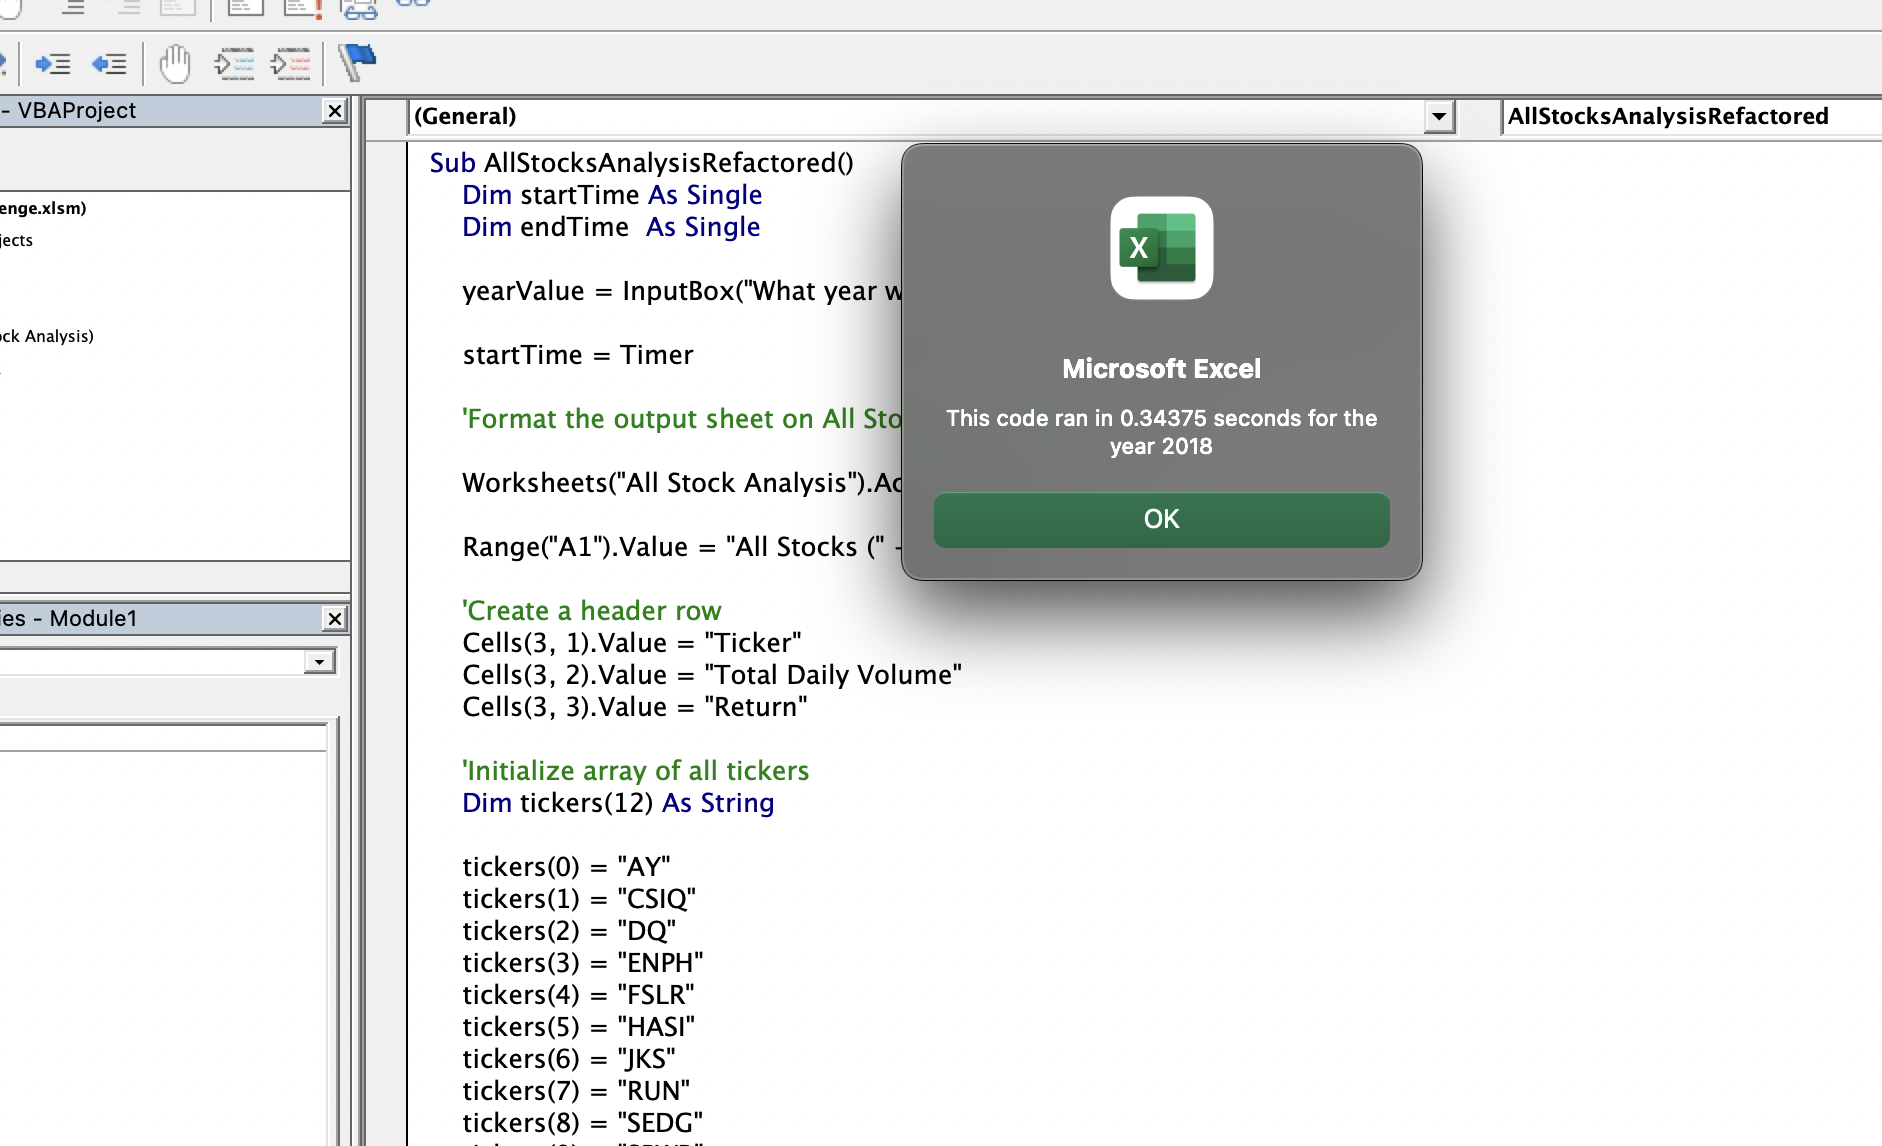 - VBAProject
enge.xlsm)
jects
ock Analysis)
ies - Module1
(General)
AllStocksAnalysisRefactored
Sub AllStocksAnalysisRefactored()
Dim startTime As Single
Dim endTime  As Single
yearValue = InputBox("What year w
startTime = Timer
'Format the output sheet on All Sto
Worksheets("All Stock Analysis").Ac
Range("A1").Value = "All Stocks (" -
'Create a header row
Cells(3, 1).Value = "Ticker"
Cells(3, 2).Value = "Total Daily Volume"
Cells(3, 3).Value = "Return"
'Initialize array of all tickers
Dim tickers(12) As String
tickers(0) = "AY"
tickers(1) = "CSIQ"
tickers(2) = "DQ"
tickers(3) = "ENPH"
tickers(4) = "FSLR"
tickers(5) = "HASI"
tickers(6) = "JKS"
tickers(7) = "RUN"
tickers(8) = "SEDG"
X
Microsoft Excel
This code ran in 0.34375 seconds for the
year 2018
OK